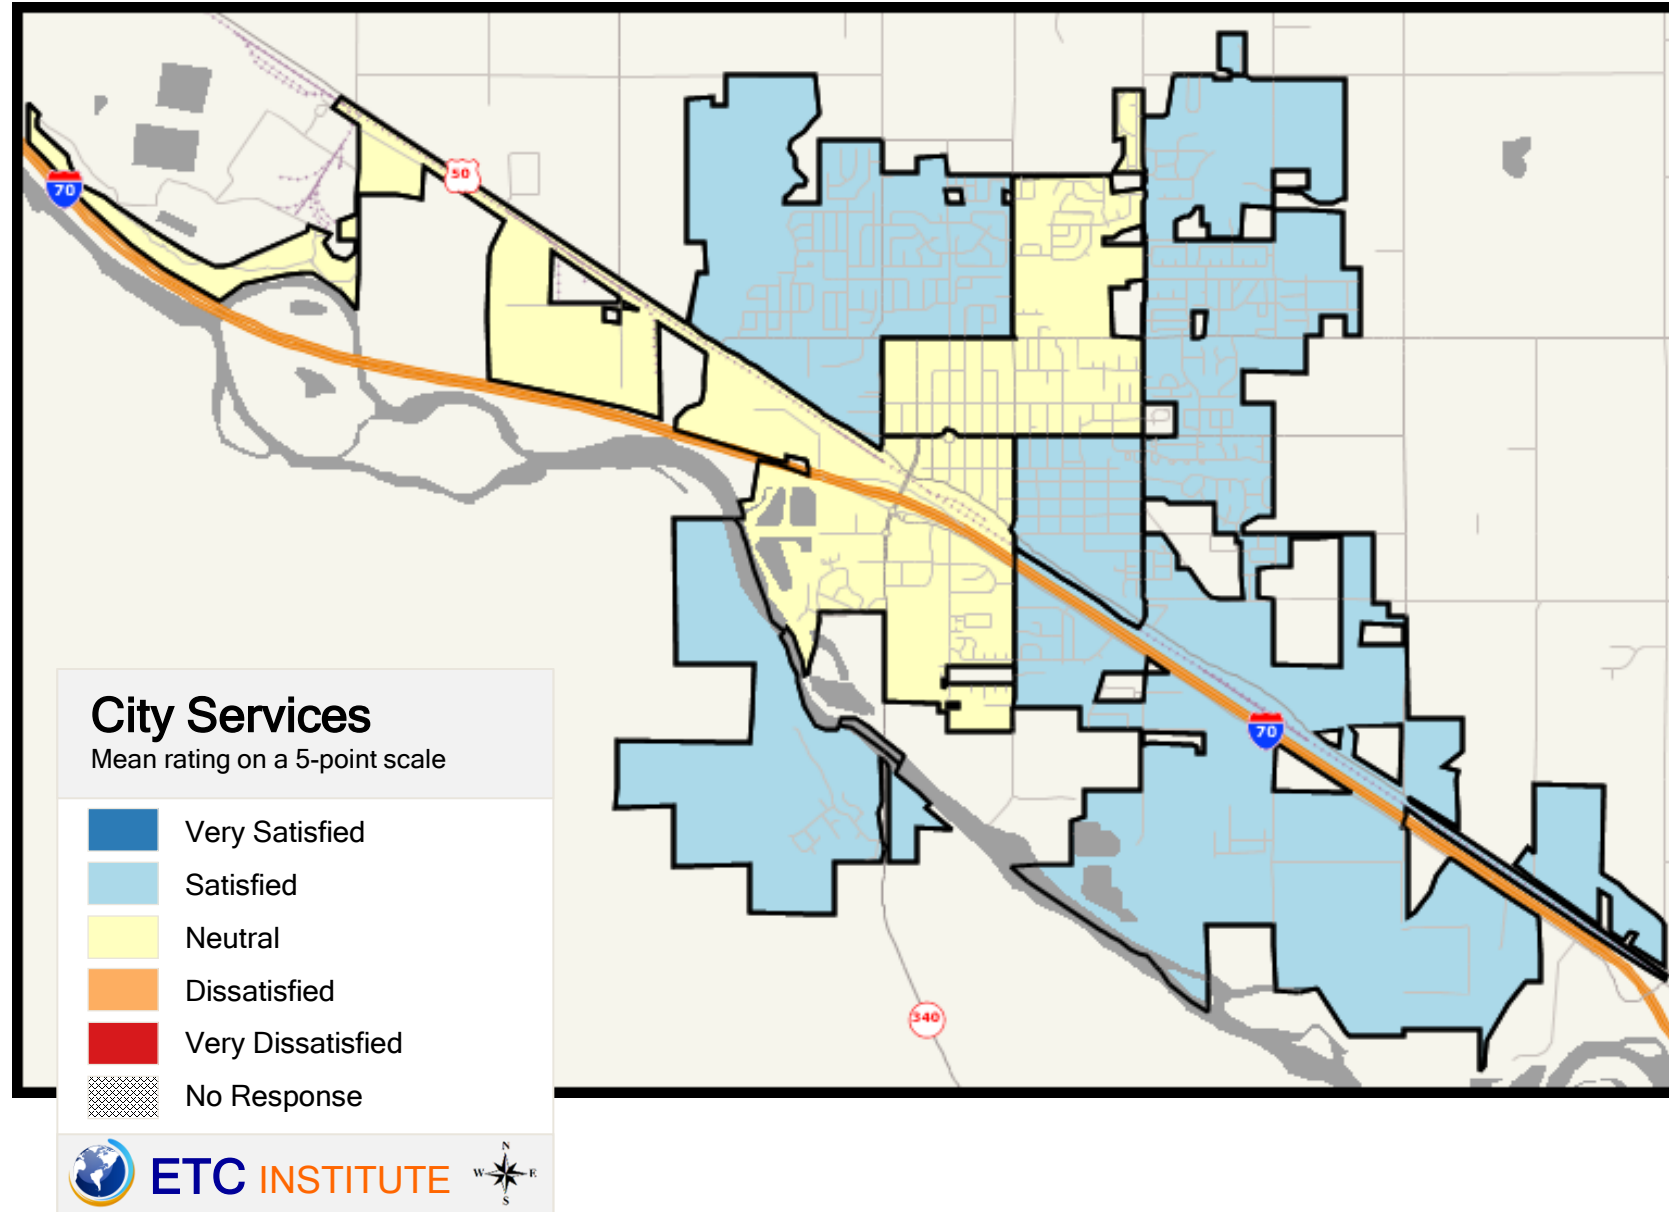 50
70
70
340
City Services
Mean rating on a 5-point scale
Very Satisfied
Satisfied
Neutral
Dissatisfied
Very Dissatisfied
No Response
ETC INSTITUTE
N
W E
S